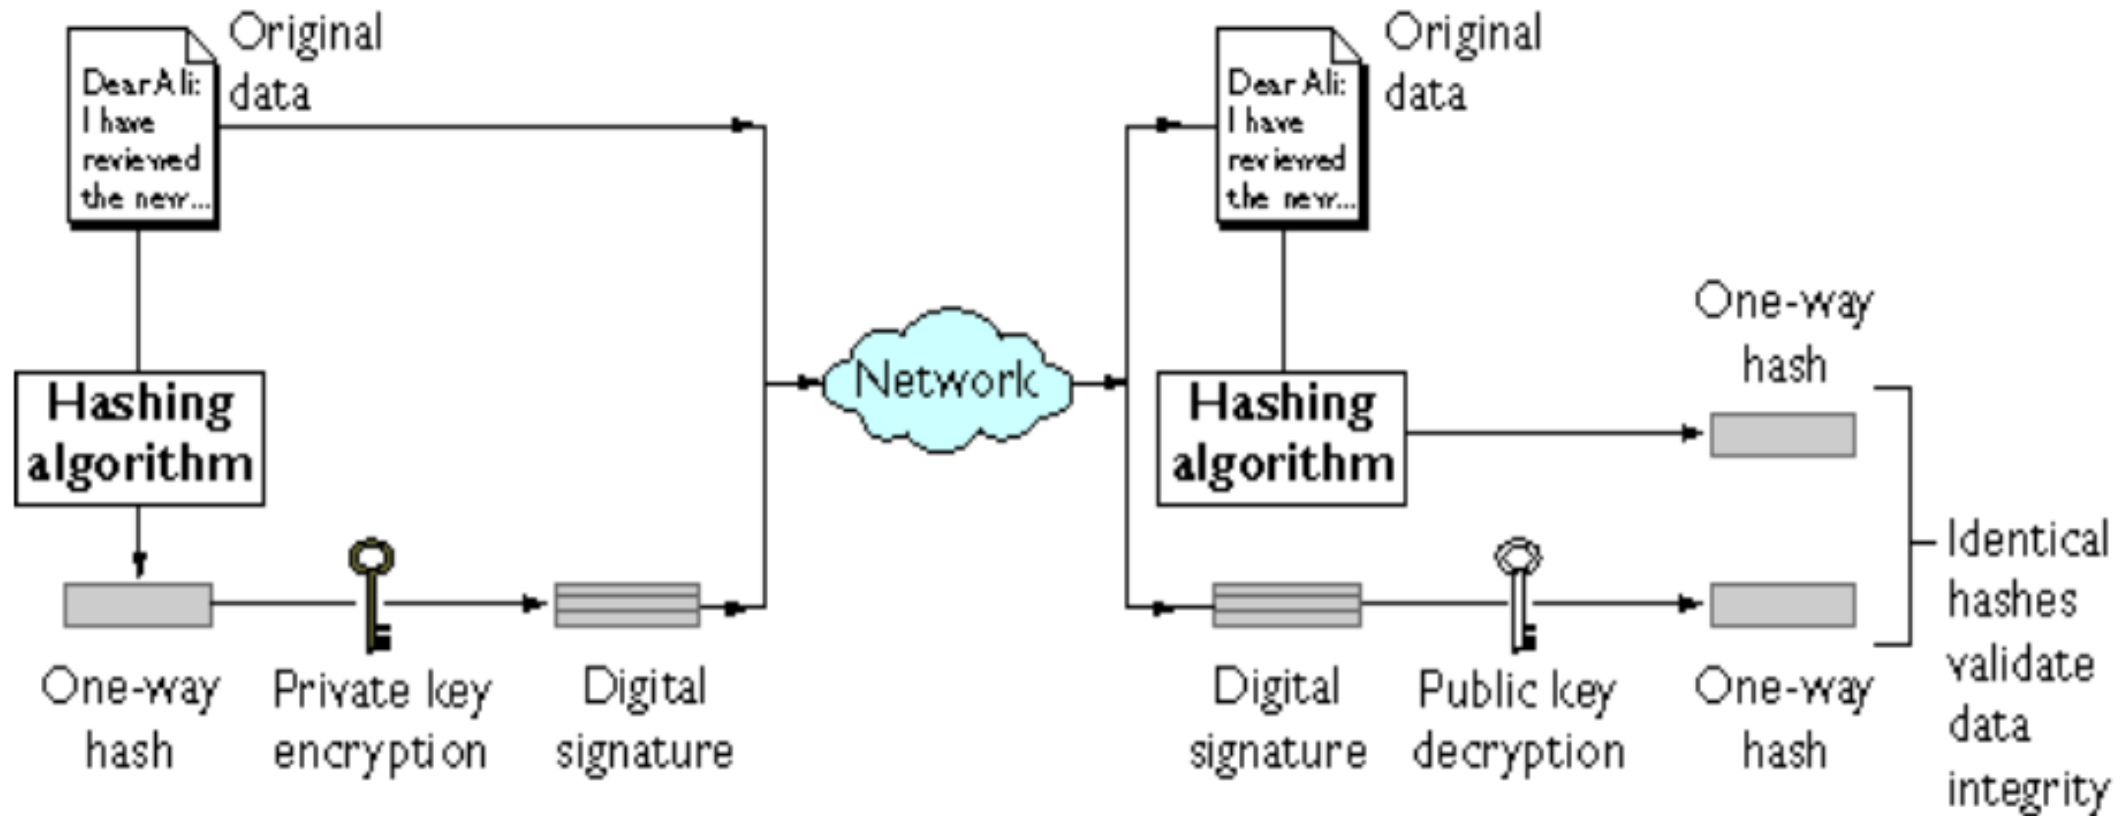 Original
data
Dear Ali:
I have
reviewed
the new...
Hashing
algorithm
One-way
hash
Private key
encryption
Digital
signature
Network
Original
data
Dear Ali:
I have
reviewed
the new...
Hashing
algorithm
One-way
hash
Digital
signature
Public key
decryption
One-way
hash
Identical
hashes
validate
data
integrity